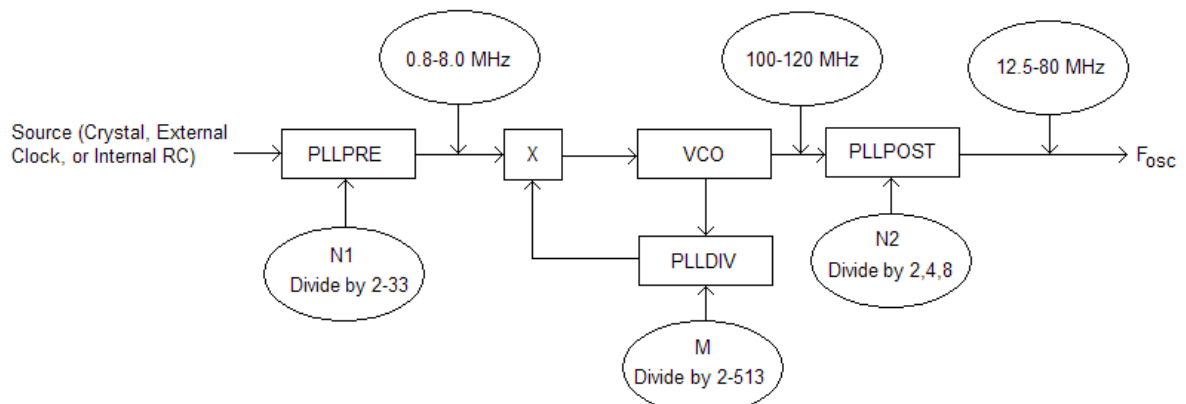 0.8-8.0 MHz
100-120 MHz
12.5-80 MHz
Source (Crystal, External
Clock, or Internal RC)
PLLPRE
X
VCO
PLLPOST
Fosc
N1
Divide by 2-33
PLLDIV
N2
Divide by 2,4,8
M
Divide by 2-513